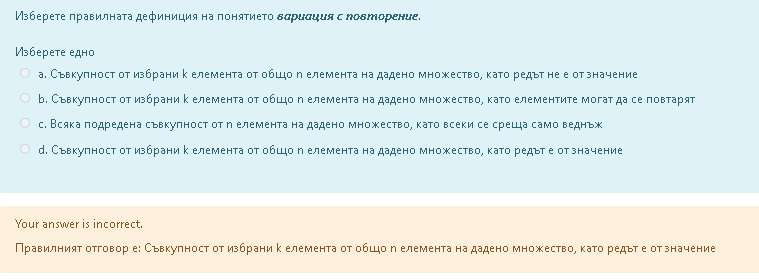 Изберете правилната дефиниция на понятието вариация с повторение.
Изберете едно
a. Съвкупност от избрани k елемента от общо n елемента на дадено множество, като редът не е от значение
b. Съвкупност от избрани k елемента от общо n елемента на дадено множество, като елементите могат да се повтарят
c. Всяка подредена съвкупност от n елемента на дадено множество, като всеки се среща само веднъж
d. Съвкупност от избрани k елемента от общо n елемента на дадено множество, като редът е от значение
Your answer is incorrect.
Правилният отговор е: Съвкупност от избрани k елемента от общо n елемента на дадено множество, като редът е от значение